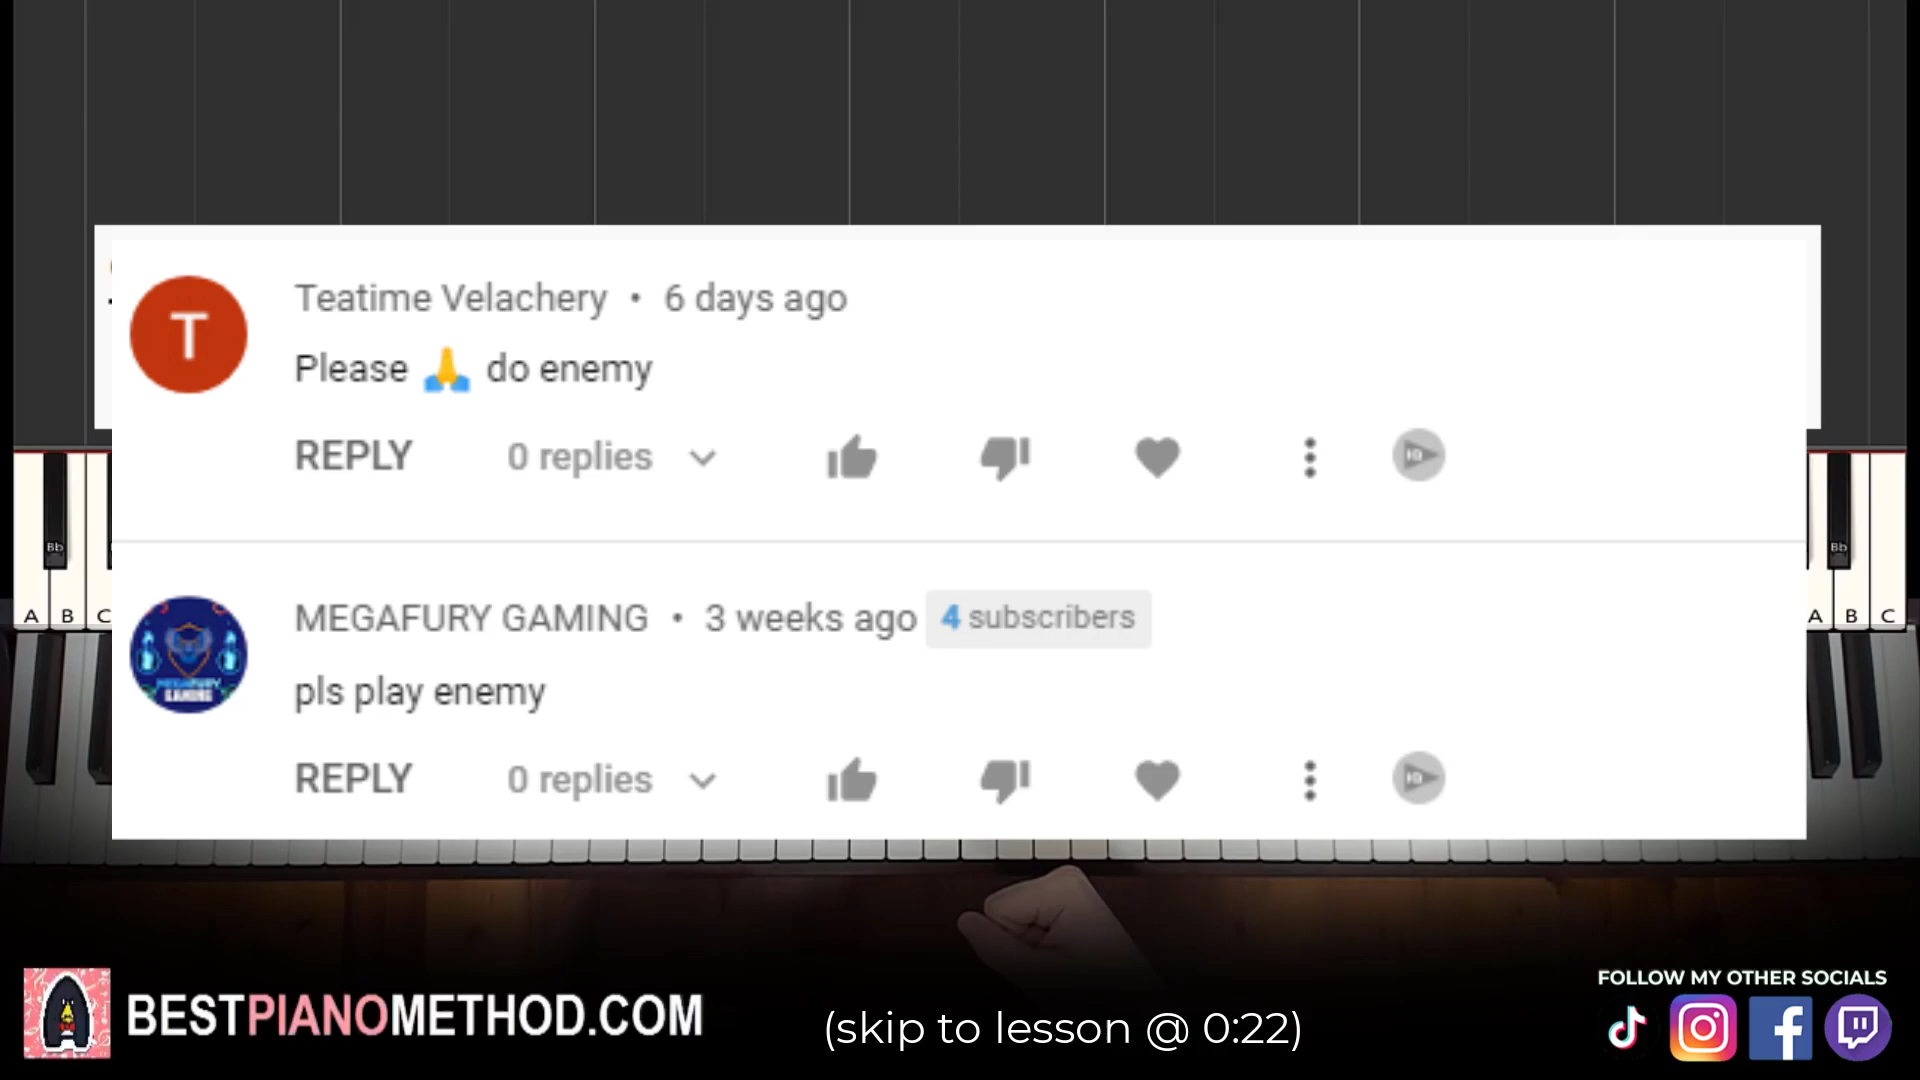 T
Teatime Velachery • 6 days ago
Please 🙏 do enemy
REPLY 0 replies
MEGAFURY GAMING • 3 weeks ago 4 subscribers
pls play enemy
REPLY 0 replies
Bb
A B C
Bb
A B C
BESTPIANOMETHOD.COM
(skip to lesson @ 0:22)
FOLLOW MY OTHER SOCIALS